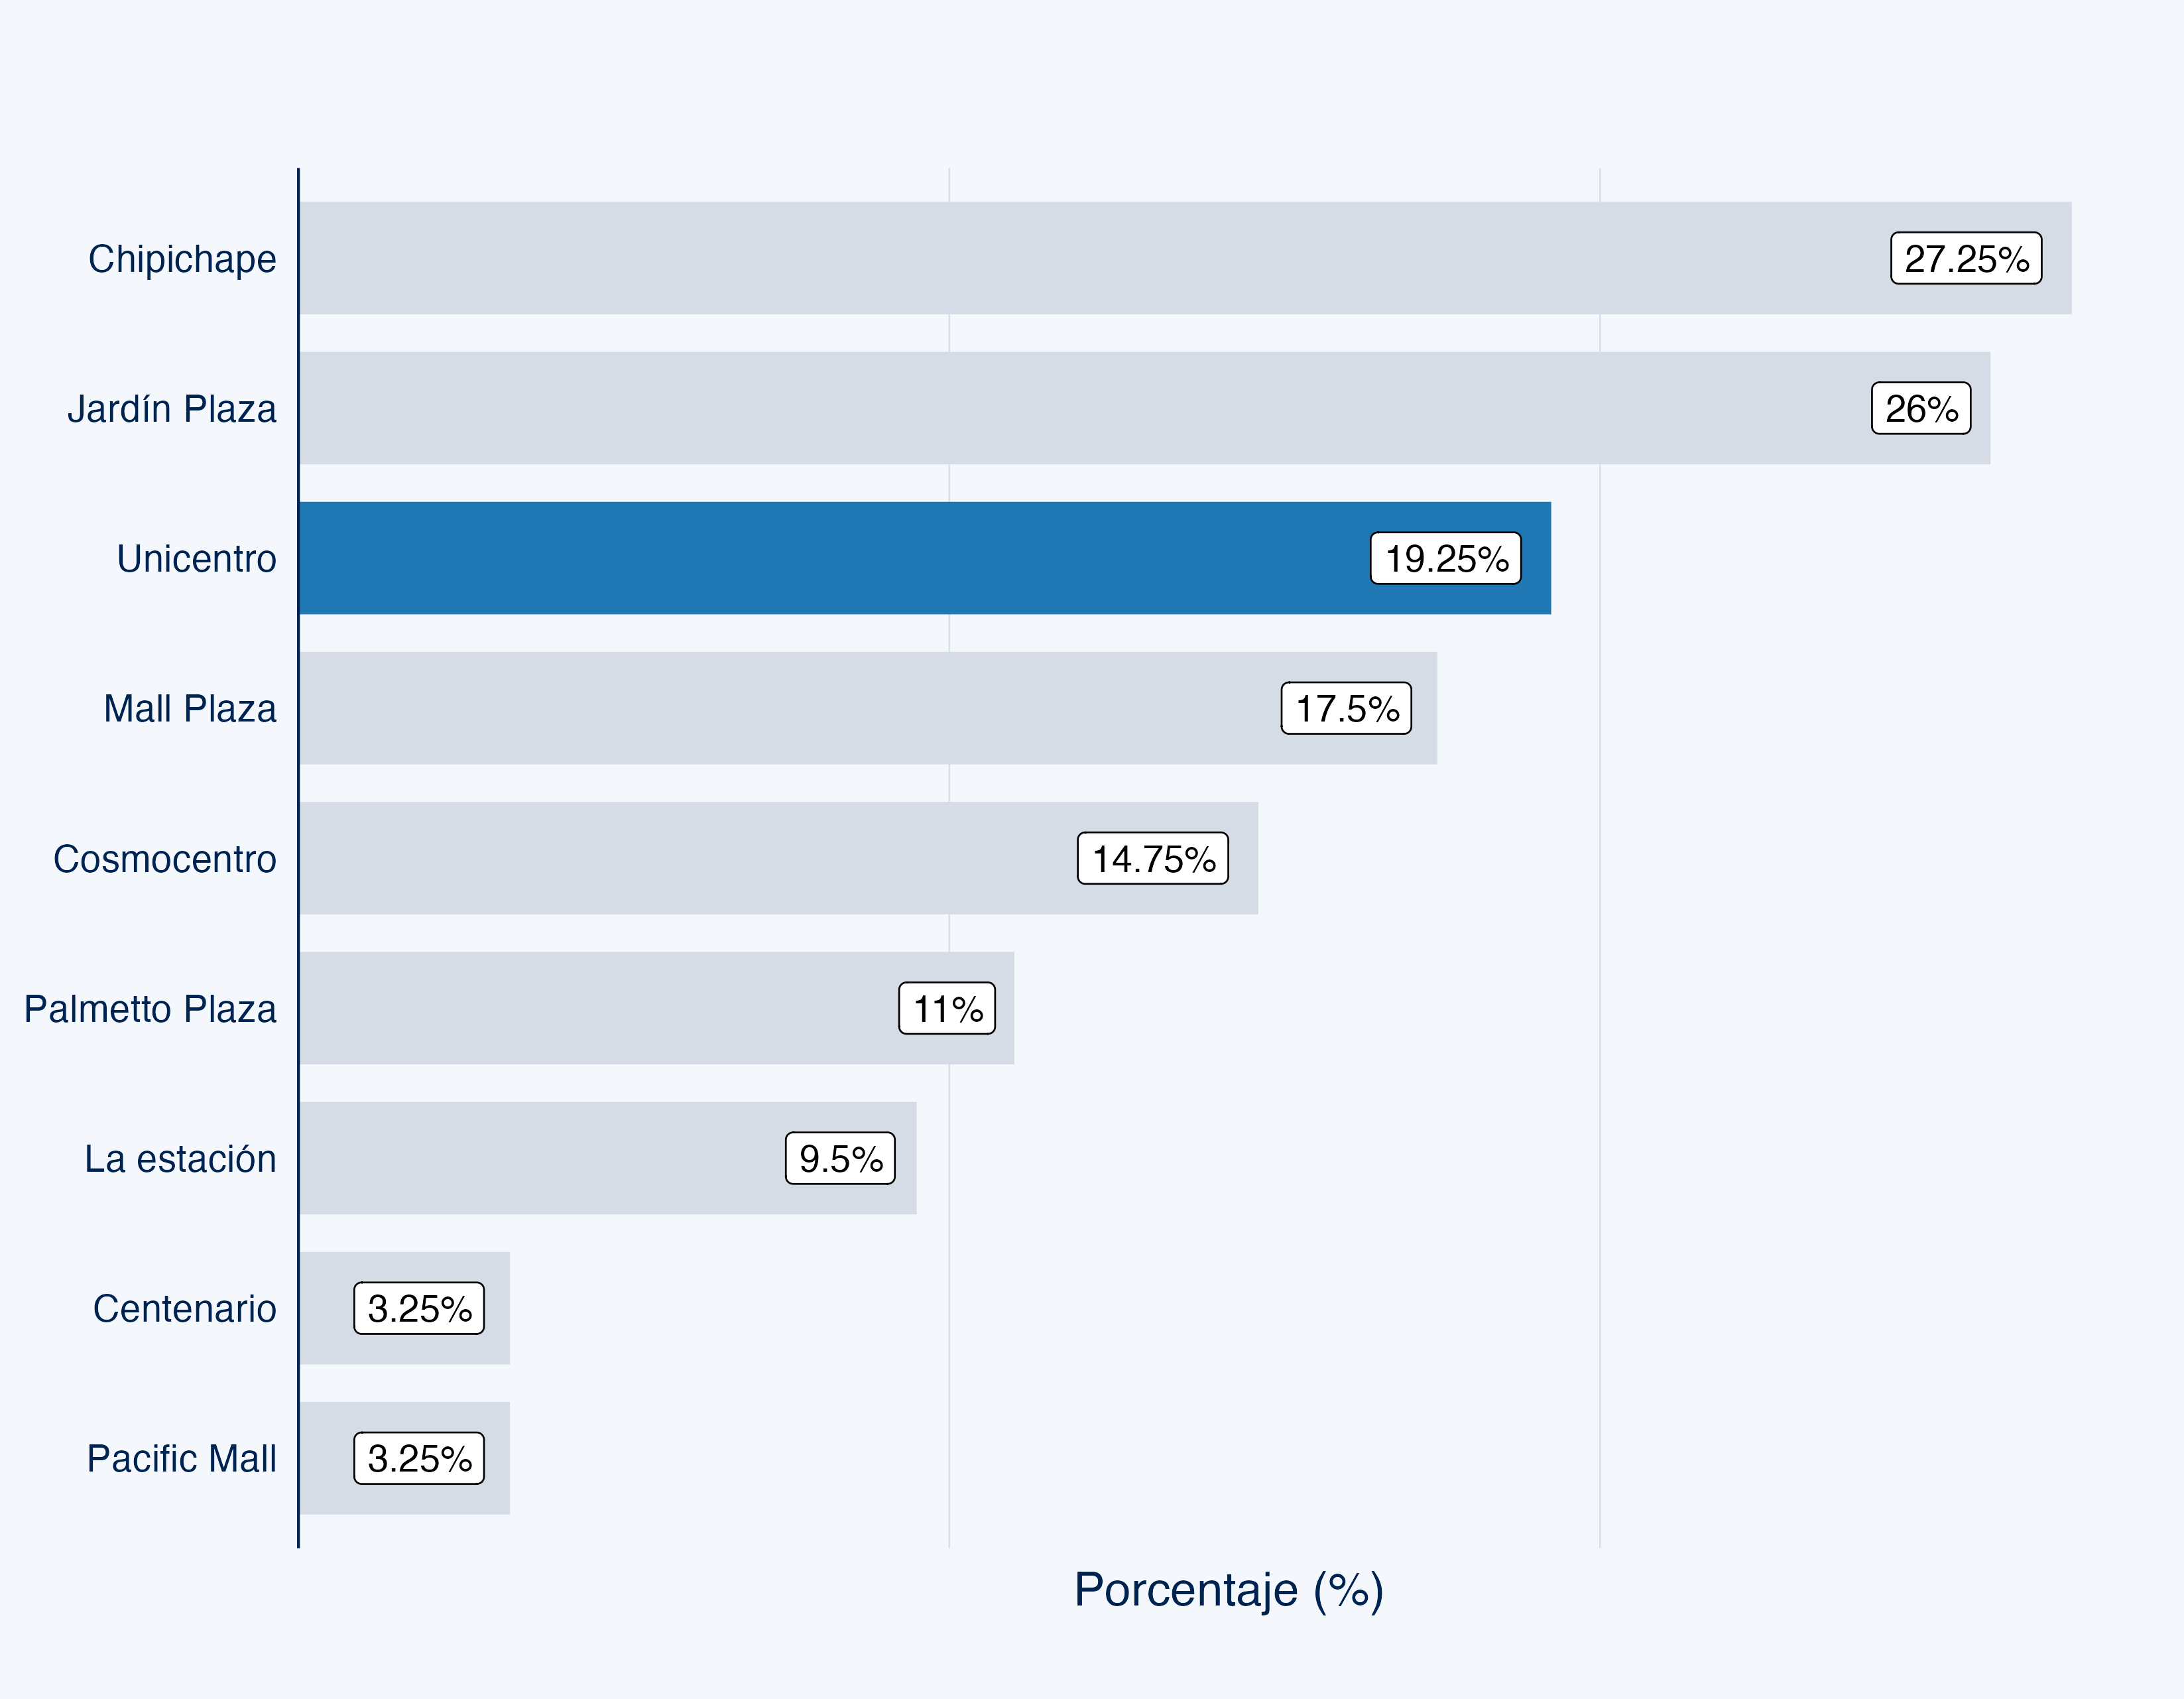 Chipichape 27.25%
Jardín Plaza 26%
Unicentro 19.25%
Mall Plaza 17.5%
Cosmocentro 14.75%
Palmetto Plaza 11%
La estación 9.5%
Centenario 3.25%
Pacific Mall 3.25%
Porcentaje (%)